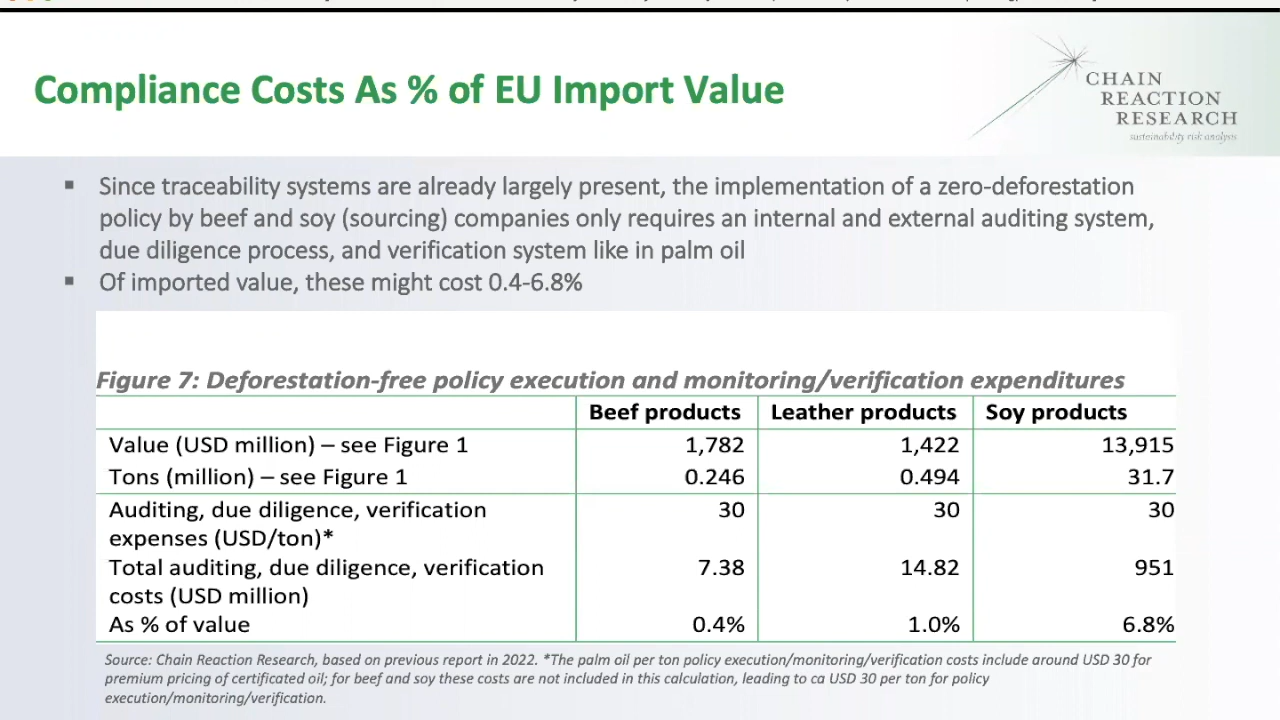 Compliance Costs As % of EU Import Value
CHAIN
REACTION
RESEARCH
sustainability risk analysis
▪ Since traceability systems are already largely present, the implementation of a zero-deforestation
policy by beef and soy (sourcing) companies only requires an internal and external auditing system,
due diligence process, and verification system like in palm oil
▪ Of imported value, these might cost 0.4-6.8%
Figure 7: Deforestation-free policy execution and monitoring/verification expenditures
Beef products Leather products Soy products
Value (USD million) – see Figure 1 1,782 1,422 13,915
Tons (million) – see Figure 1 0.246 0.494 31.7
Auditing, due diligence, verification 30 30 30
expenses (USD/ton)*
Total auditing, due diligence, verification 7.38 14.82 951
costs (USD million)
As % of value 0.4% 1.0% 6.8%
Source: Chain Reaction Research, based on previous report in 2022. *The palm oil per ton policy execution/monitoring/verification costs include around USD 30 for
premium pricing of certificated oil; for beef and soy these costs are not included in this calculation, leading to ca USD 30 per ton for policy
execution/monitoring/verification.